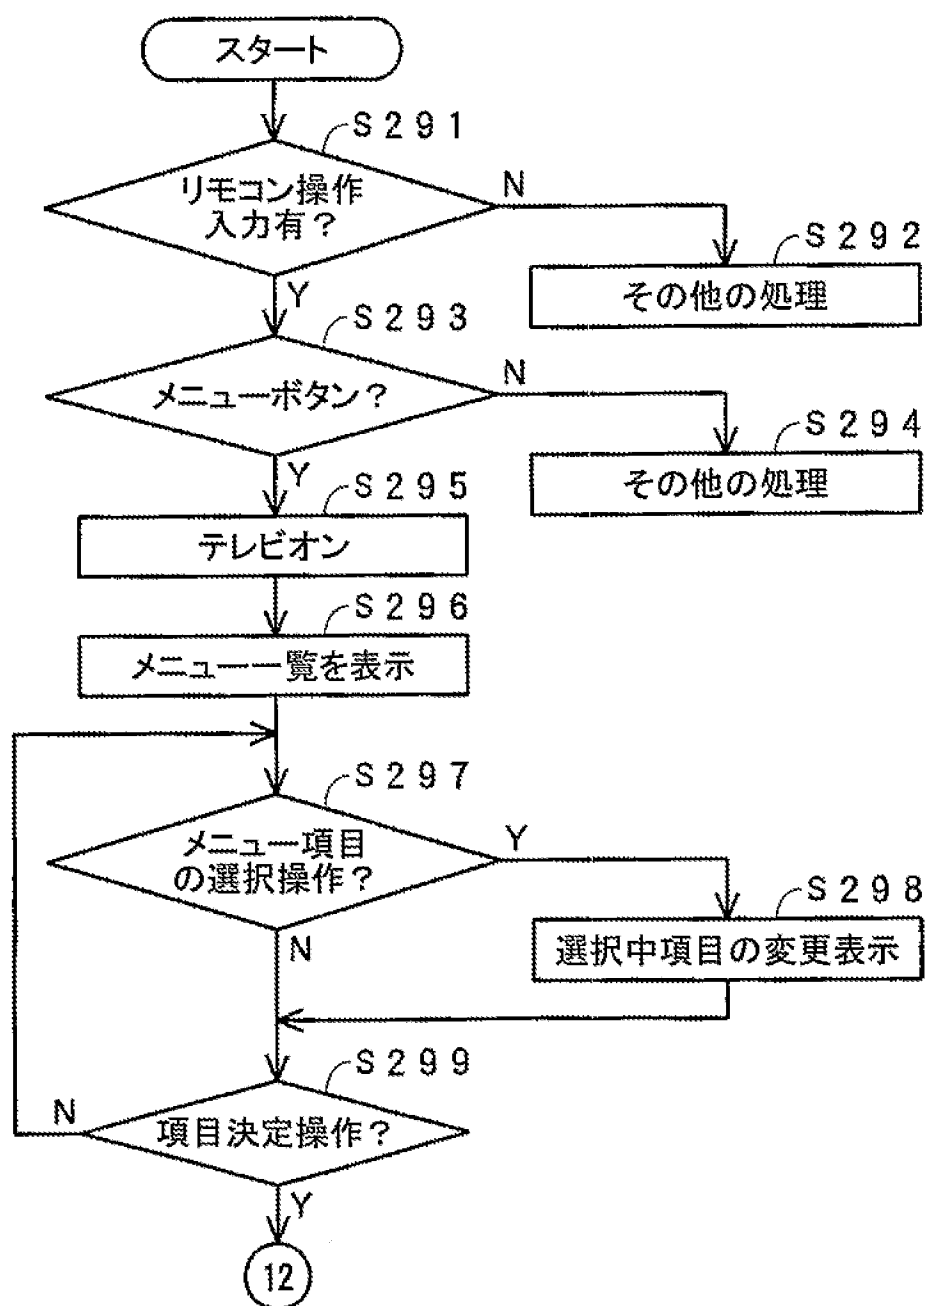 スタート
S291
リモコン操作
入力有?
N
Y
S292
その他の処理
S293
メニューボタン?
N
Y
S294
その他の処理
S295
テレビオン
S296
メニュー一覧を表示
S297
メニュー項目
の選択操作?
Y
N
S298
選択中項目の変更表示
S299
項目決定操作?
N
Y
12